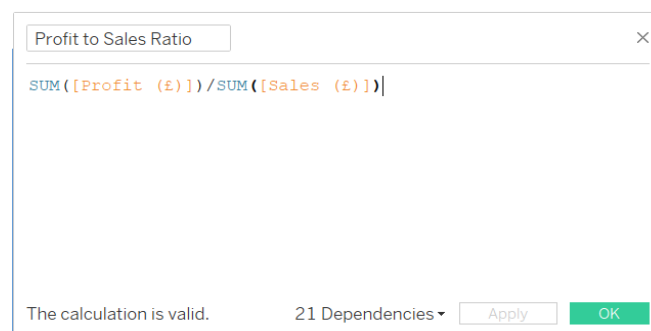 Profit to Sales Ratio
SUM([Profit (£)])/SUM([Sales (£)])
The calculation is valid. 21 Dependencies Apply OK